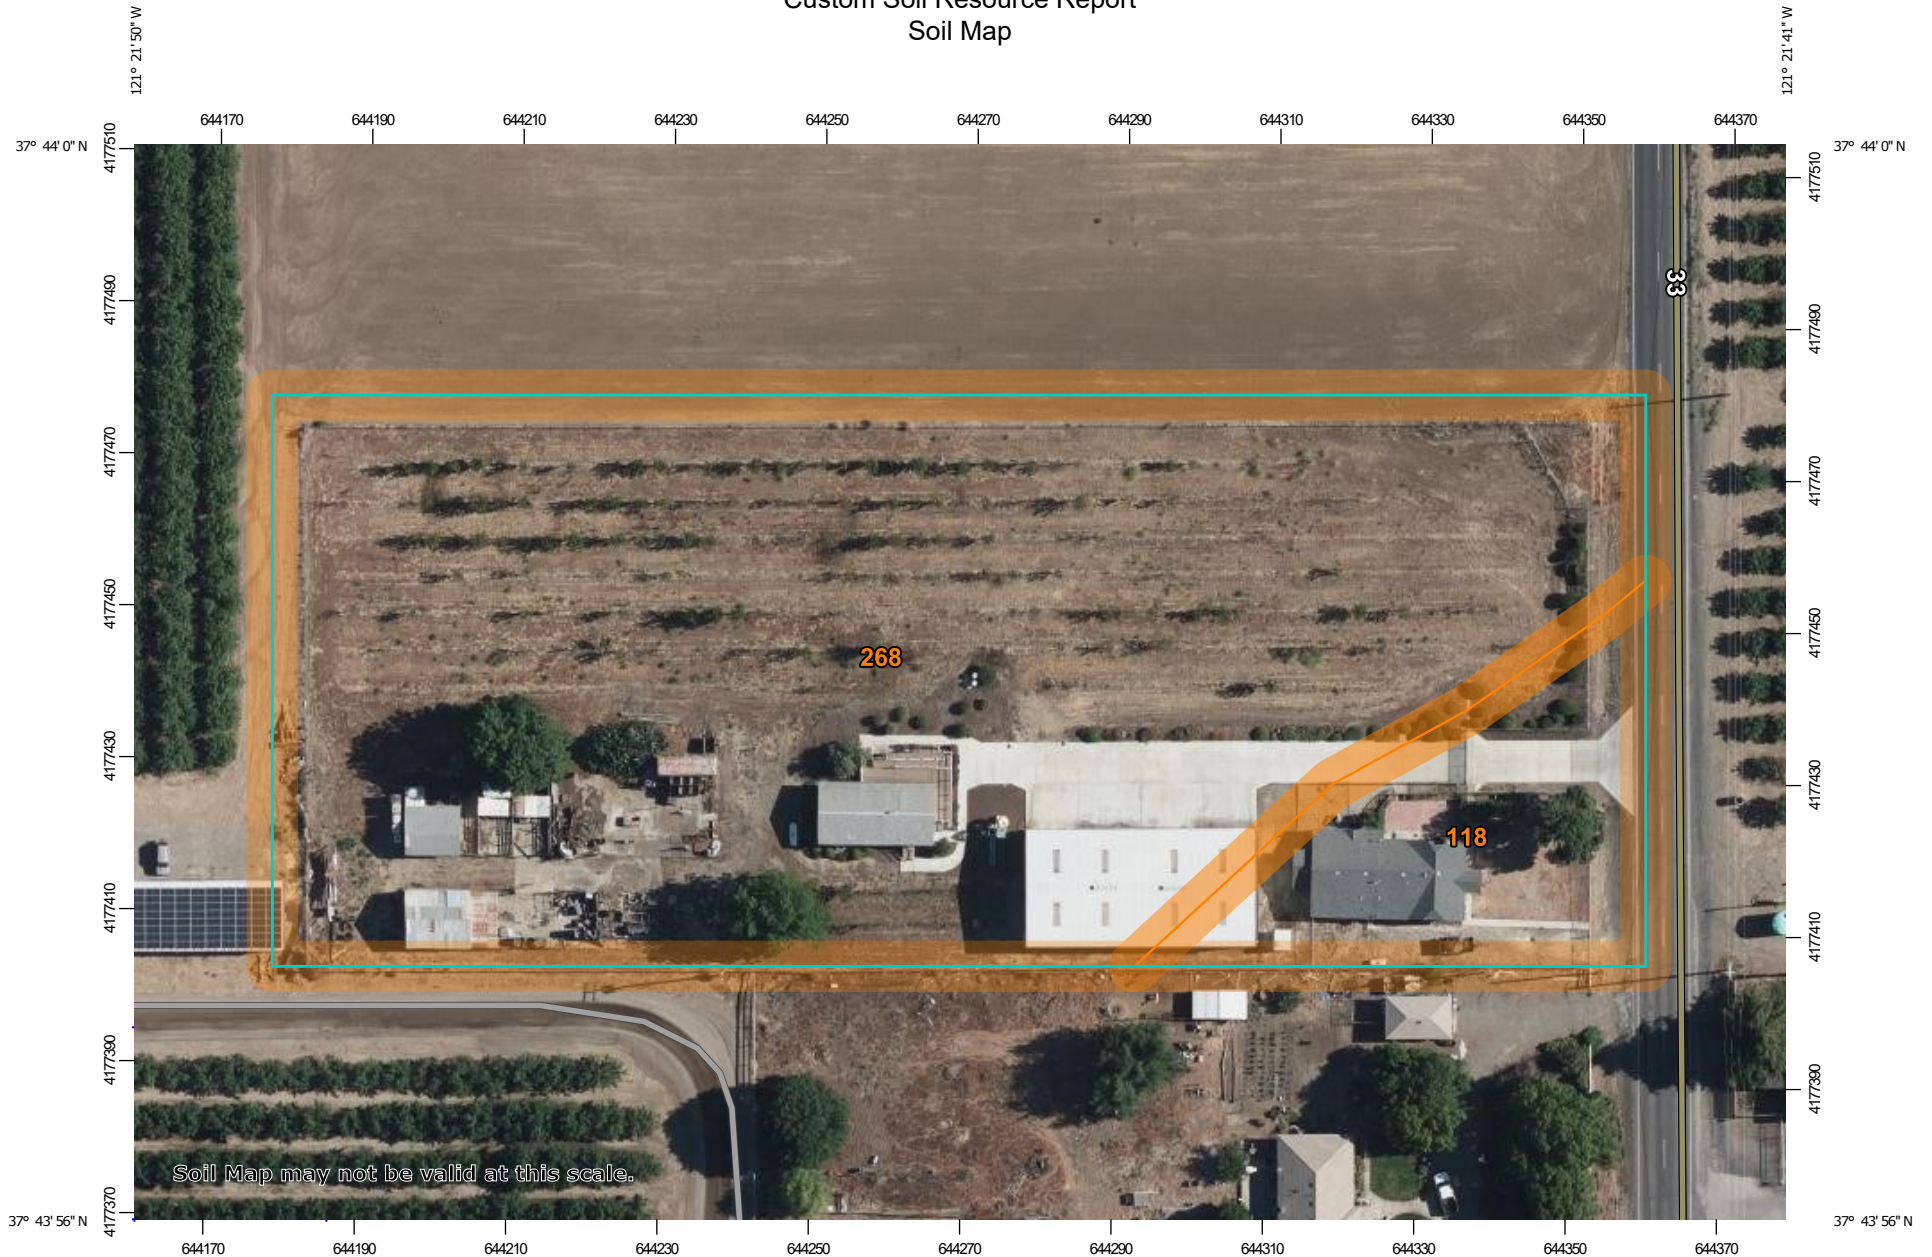 Custom Soil Resource Report
Soil Map
121° 21' 50" W
121° 21' 41" W
644170 644190 644210 644230 644250 644270 644290 644310 644330 644350 644370
37° 44' 0" N
37° 44' 0" N
4177510
4177510
4177490
4177490
33
4177470
4177470
4177450
4177450
268
4177430
4177430
118
4177410
4177410
4177390
4177390
Soil Map may not be valid at this scale.
4177370
37° 43' 56" N
37° 43' 56" N
644170 644190 644210 644230 644250 644270 644290 644310 644330 644350 644370